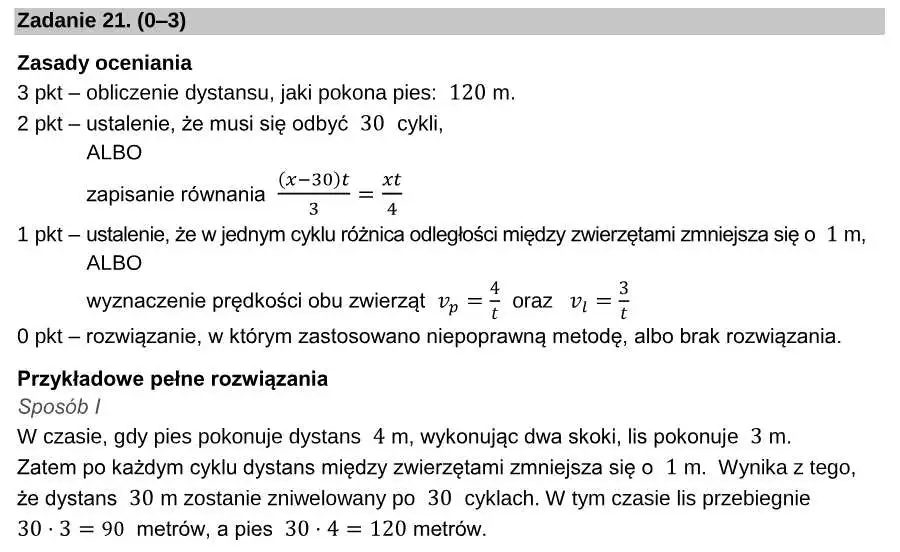 Zadanie 21. (0–3)
Zasady oceniania
3 pkt – obliczenie dystansu, jaki pokona pies: 120 m.
2 pkt – ustalenie, że musi się odbyć 30 cykli,
ALBO
zapisanie równania (x−30)t/3 = xt/4
1 pkt – ustalenie, że w jednym cyklu różnica odległości między zwierzętami zmniejsza się o 1 m,
ALBO
wyznaczenie prędkości obu zwierząt v_p = 4/t oraz v_l = 3/t
0 pkt – rozwiązanie, w którym zastosowano niepoprawną metodę, albo brak rozwiązania.
Przykładowe pełne rozwiązania
Sposób I
W czasie, gdy pies pokonuje dystans 4 m, wykonując dwa skoki, lis pokonuje 3 m.
Zatem po każdym cyklu dystans między zwierzętami zmniejsza się o 1 m. Wynika z tego,
że dystans 30 m zostanie zniwelowany po 30 cyklach. W tym czasie lis przebiegnie
30 · 3 = 90 metrów, a pies 30 · 4 = 120 metrów.